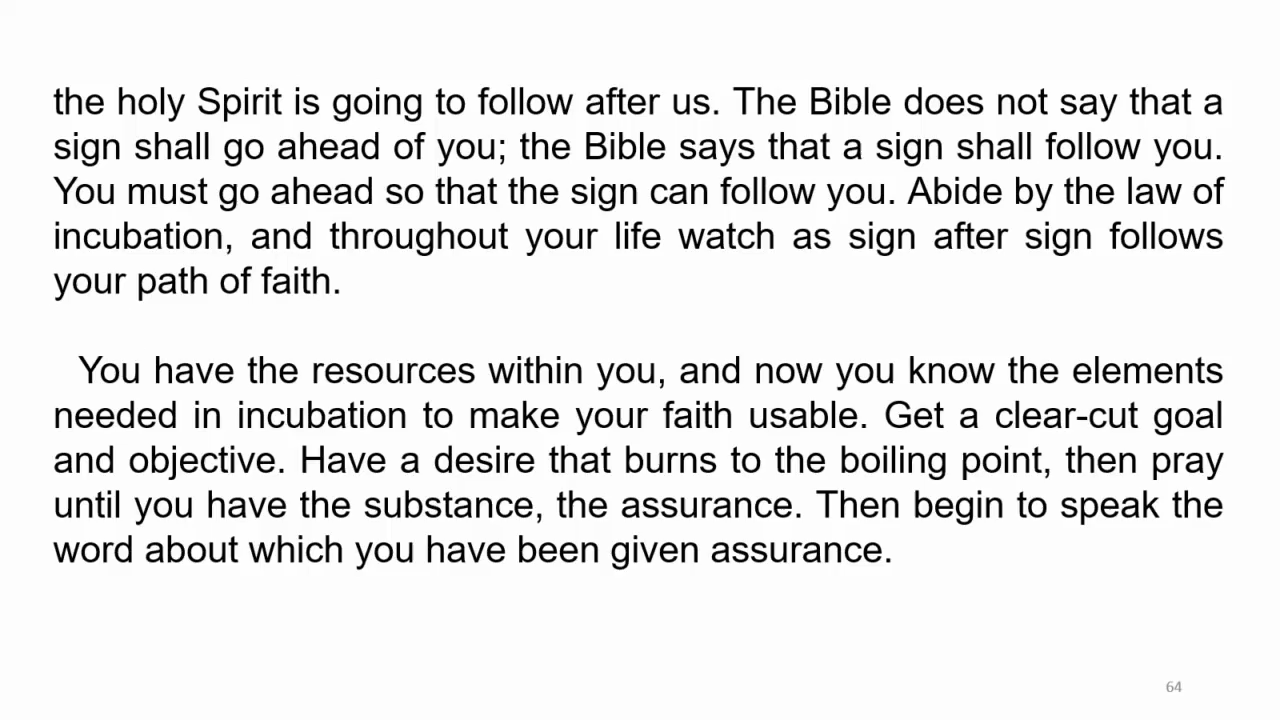 the holy Spirit is going to follow after us. The Bible does not say that a
sign shall go ahead of you; the Bible says that a sign shall follow you.
You must go ahead so that the sign can follow you. Abide by the law of
incubation, and throughout your life watch as sign after sign follows
your path of faith.
You have the resources within you, and now you know the elements
needed in incubation to make your faith usable. Get a clear-cut goal
and objective. Have a desire that burns to the boiling point, then pray
until you have the substance, the assurance. Then begin to speak the
word about which you have been given assurance.
64